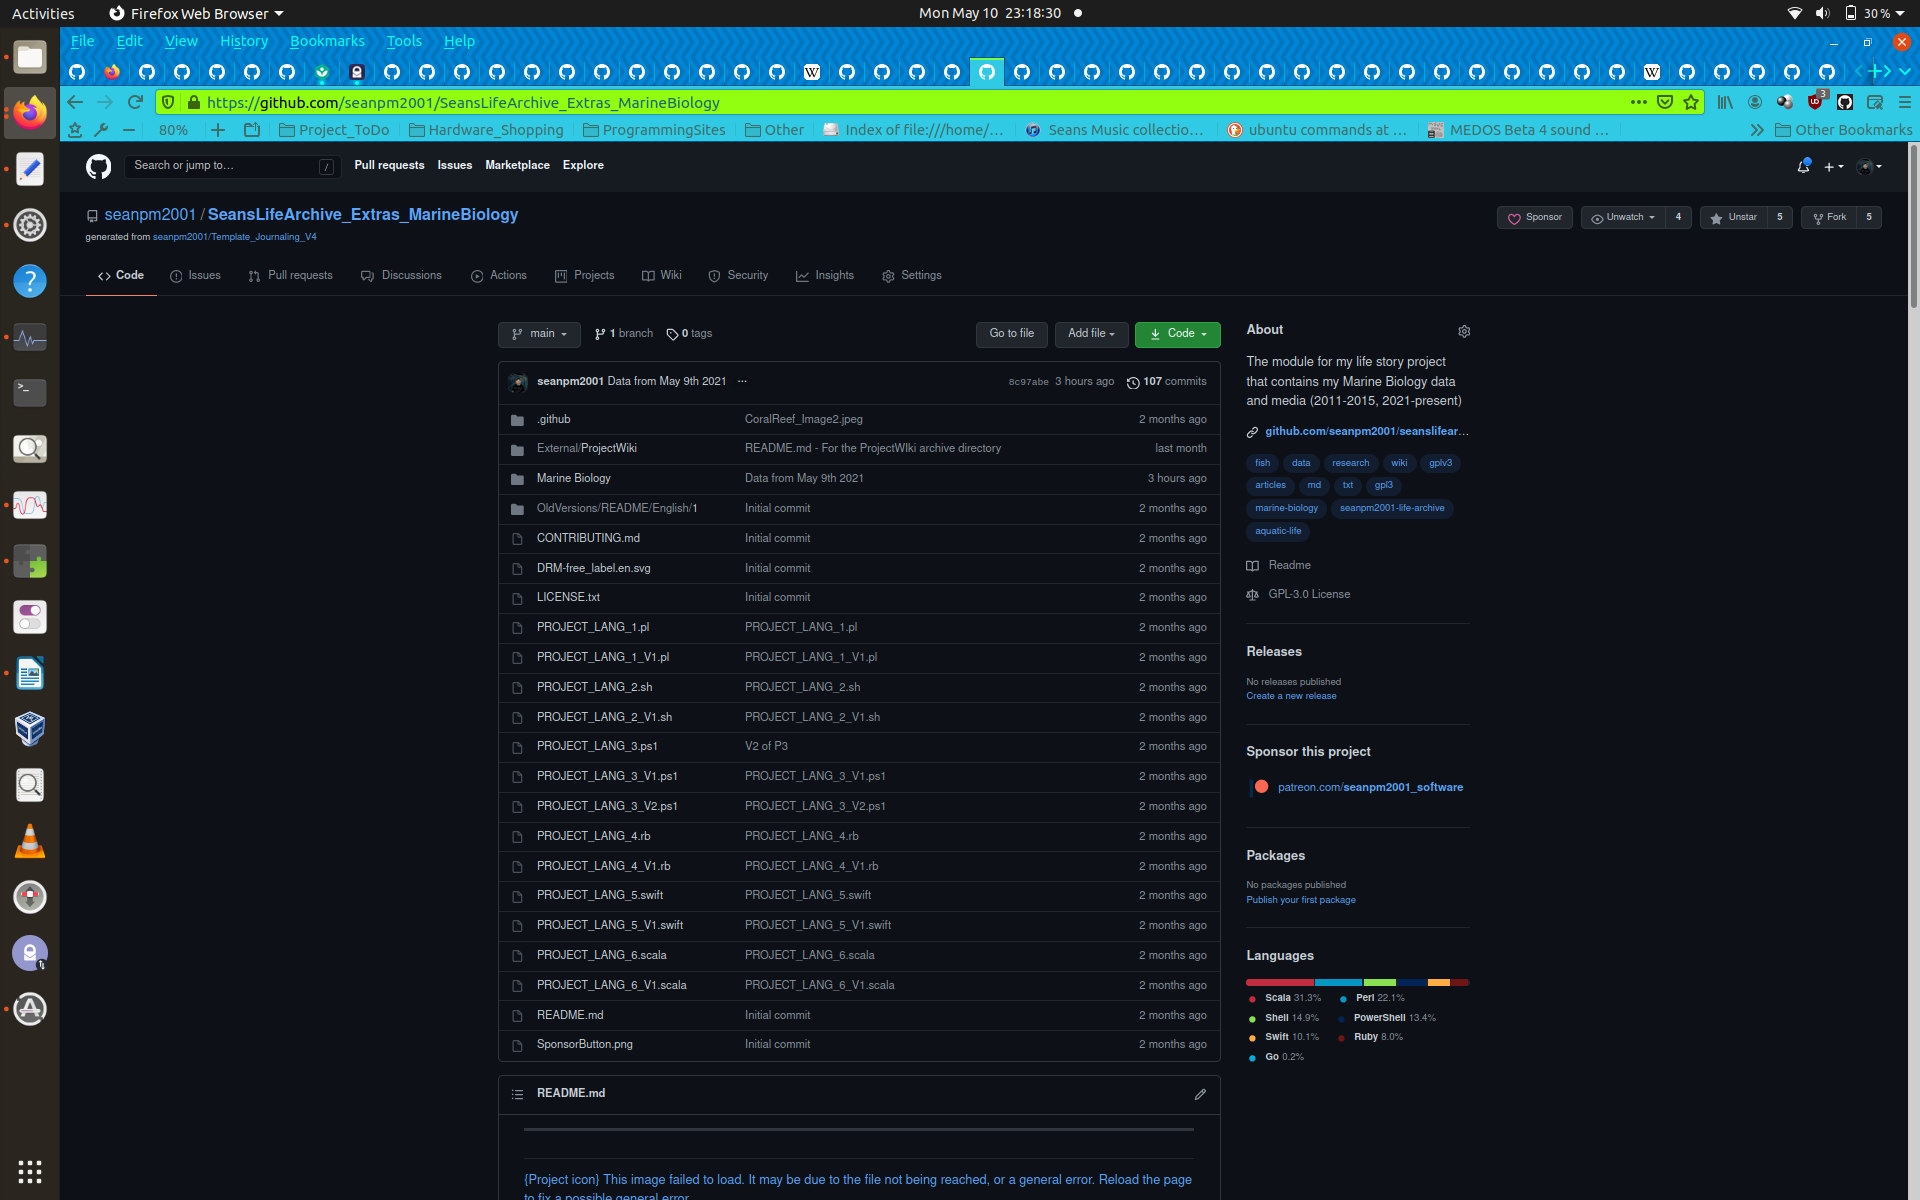 Activities Firefox Web Browser Mon May 10 23:18:30 30 %
File Edit View History Bookmarks Tools Help
https://github.com/seanpm2001/SeansLifeArchive_Extras_MarineBiology 3
80% Project_ToDo Hardware_Shopping ProgrammingSites Other Index of file:///home/... Seans Music collectio... ubuntu commands at ... MEDOS Beta 4 sound ... Other Bookmarks
Search or jump to... / Pull requests Issues Marketplace Explore
seanpm2001 / SeansLifeArchive_Extras_MarineBiology Sponsor Unwatch 4 Unstar 5 Fork 5
generated from seanpm2001/Template_Journaling_V4
Code Issues Pull requests Discussions Actions Projects Wiki Security Insights Settings
main 1 branch 0 tags Go to file Add file Code
seanpm2001 Data from May 9th 2021 ... 8c97abe 3 hours ago 107 commits
.github CoralReef_Image2.jpeg 2 months ago
External/ProjectWiki README.md - For the ProjectWIki archive directory last month
Marine Biology Data from May 9th 2021 3 hours ago
OldVersions/README/English/1 Initial commit 2 months ago
CONTRIBUTING.md Initial commit 2 months ago
DRM-free_label.en.svg Initial commit 2 months ago
LICENSE.txt Initial commit 2 months ago
PROJECT_LANG_1.pl PROJECT_LANG_1.pl 2 months ago
PROJECT_LANG_1_V1.pl PROJECT_LANG_1_V1.pl 2 months ago
PROJECT_LANG_2.sh PROJECT_LANG_2.sh 2 months ago
PROJECT_LANG_2_V1.sh PROJECT_LANG_2_V1.sh 2 months ago
PROJECT_LANG_3.ps1 V2 of P3 2 months ago
PROJECT_LANG_3_V1.ps1 PROJECT_LANG_3_V1.ps1 2 months ago
PROJECT_LANG_3_V2.ps1 PROJECT_LANG_3_V2.ps1 2 months ago
PROJECT_LANG_4.rb PROJECT_LANG_4.rb 2 months ago
PROJECT_LANG_4_V1.rb PROJECT_LANG_4_V1.rb 2 months ago
PROJECT_LANG_5.swift PROJECT_LANG_5.swift 2 months ago
PROJECT_LANG_5_V1.swift PROJECT_LANG_5_V1.swift 2 months ago
PROJECT_LANG_6.scala PROJECT_LANG_6.scala 2 months ago
PROJECT_LANG_6_V1.scala PROJECT_LANG_6_V1.scala 2 months ago
README.md Initial commit 2 months ago
SponsorButton.png Initial commit 2 months ago
README.md
{Project icon} This image failed to load. It may be due to the file not being reached, or a general error. Reload the page
to fix a possible general error.
About
The module for my life story project
that contains my Marine Biology data
and media (2011-2015, 2021-present)
github.com/seanpm2001/seanslifear...
fish data research wiki gplv3
articles md txt gpl3
marine-biology seanpm2001-life-archive
aquatic-life
Readme
GPL-3.0 License
Releases
No releases published
Create a new release
Sponsor this project
patreon.com/seanpm2001_software
Packages
No packages published
Publish your first package
Languages
Scala 31.3% Perl 22.1%
Shell 14.9% PowerShell 13.4%
Swift 10.1% Ruby 8.0%
Go 0.2%